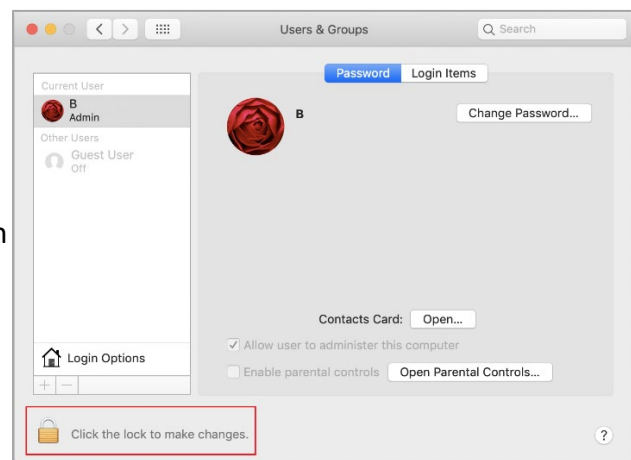 Users & Groups
Search
Password Login Items
Current User
B
Admin
Other Users
Guest User
Off
B
Change Password...
n
Contacts Card: Open...
Allow user to administer this computer
Enable parental controls Open Parental Controls...
Login Options
+ −
Click the lock to make changes.
?